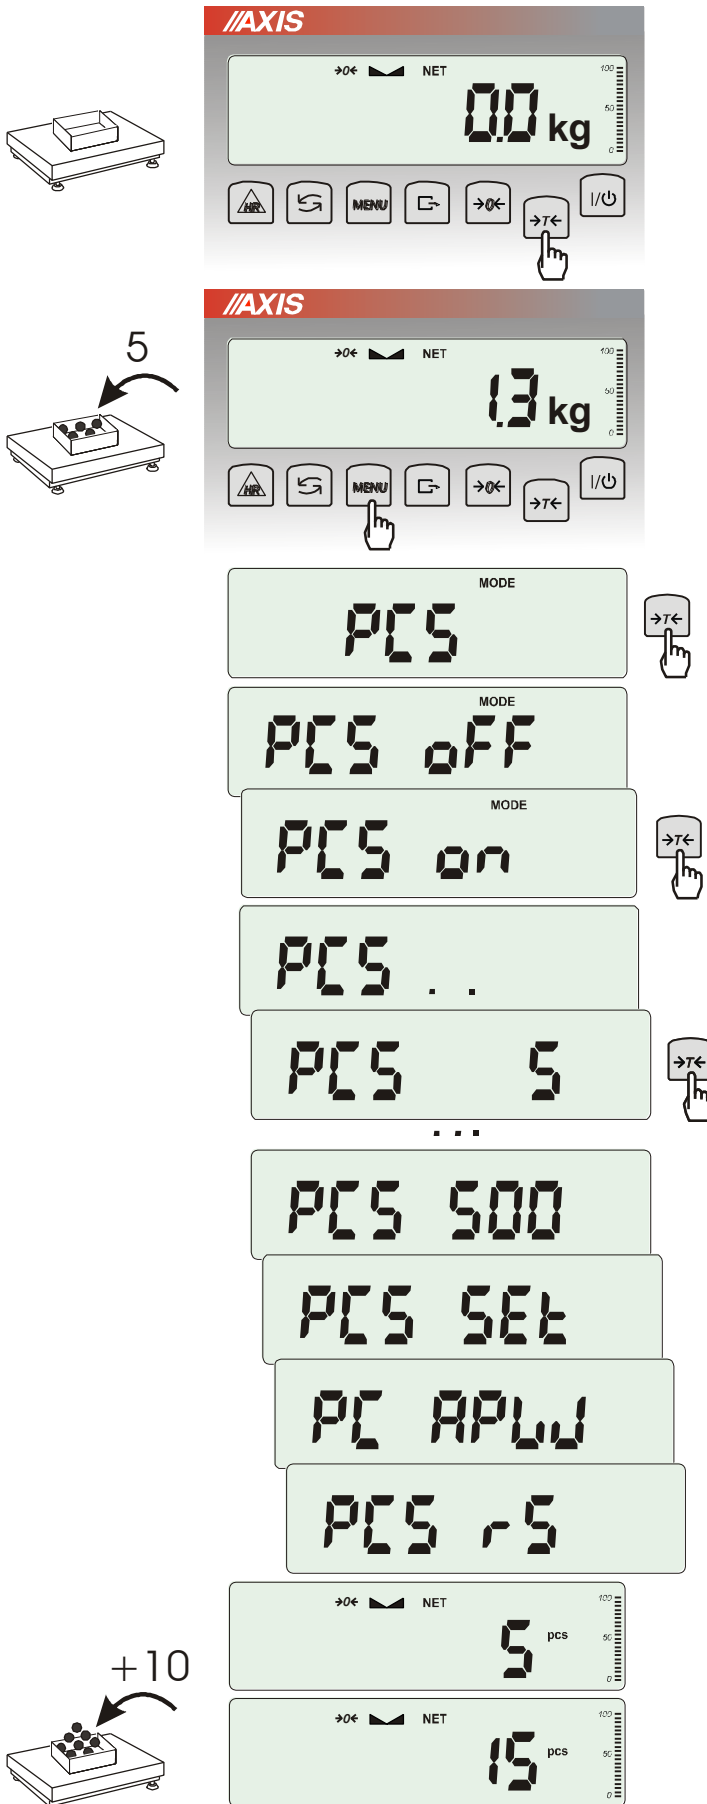 AXIS
→0← NET 100
50
0.0 kg
0
HR MENU →0← →T← I/⏻
AXIS
5
→0← NET 100
50
1.3 kg
0
HR MENU →0← →T← I/⏻
MODE
PCS →T←
MODE
PCS oFF
MODE
PCS on →T←
PCS . .
PCS 5 →T←
...
PCS 500
PCS SEt
PC APW
PCS rS
→0← NET 100
5 pcs 50
0
+10
→0← NET 100
15 pcs 50
0